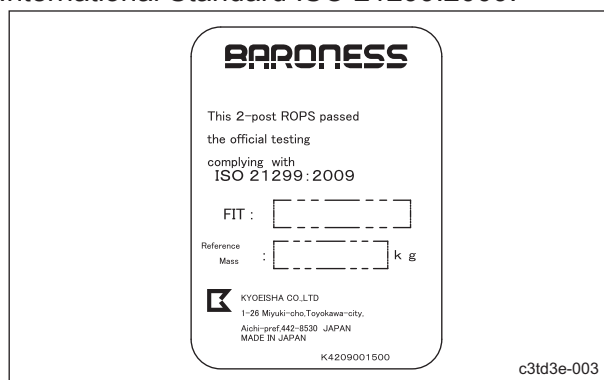 International Standard ISO 21299:2009.
BARONESS
This 2-post ROPS passed
the official testing
complying with
ISO 21299:2009
FIT :
Reference
Mass : kg
KYOEISHA CO.,LTD
1-26 Miyuki-cho,Toyokawa-city,
Aichi-pref,442-8530 JAPAN
MADE IN JAPAN
K4209001500
c3td3e-003